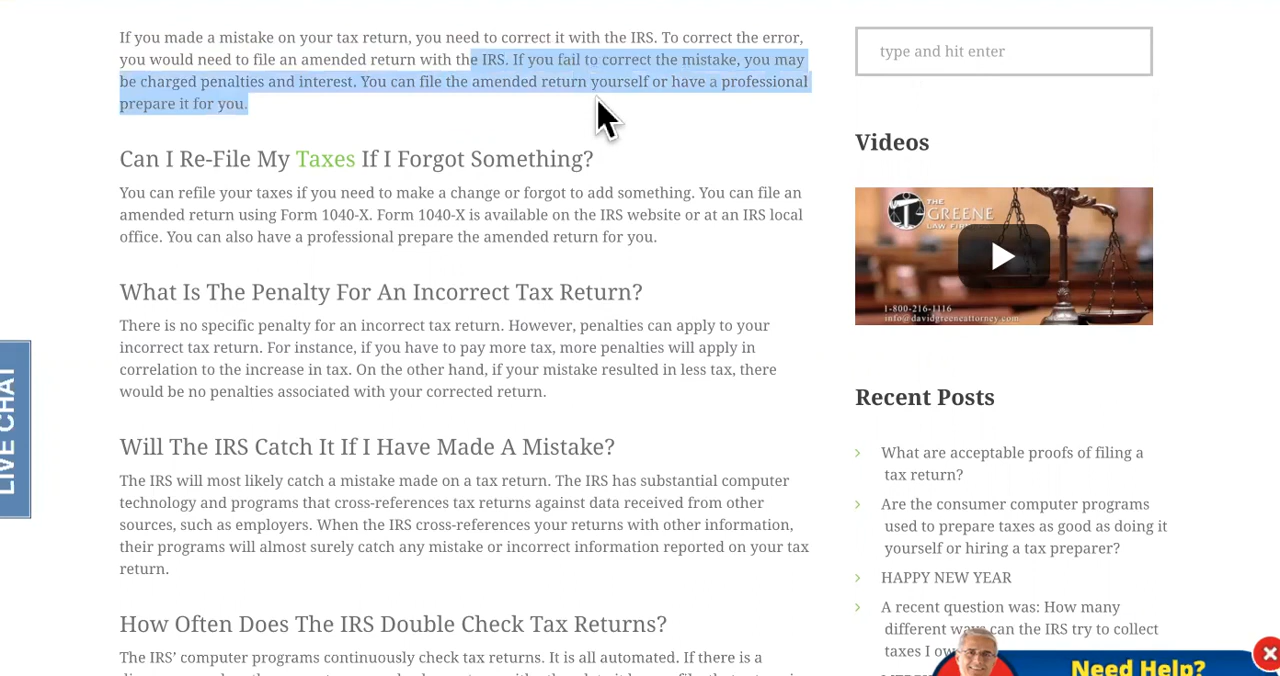 If you made a mistake on your tax return, you need to correct it with the IRS. To correct the error,
you would need to file an amended return with the IRS. If you fail to correct the mistake, you may
be charged penalties and interest. You can file the amended return yourself or have a professional
prepare it for you.
Can I Re-File My Taxes If I Forgot Something?
You can refile your taxes if you need to make a change or forgot to add something. You can file an
amended return using Form 1040-X. Form 1040-X is available on the IRS website or at an IRS local
office. You can also have a professional prepare the amended return for you.
What Is The Penalty For An Incorrect Tax Return?
There is no specific penalty for an incorrect tax return. However, penalties can apply to your
incorrect tax return. For instance, if you have to pay more tax, more penalties will apply in
correlation to the increase in tax. On the other hand, if your mistake resulted in less tax, there
would be no penalties associated with your corrected return.
Will The IRS Catch It If I Have Made A Mistake?
The IRS will most likely catch a mistake made on a tax return. The IRS has substantial computer
technology and programs that cross-references tax returns against data received from other
sources, such as employers. When the IRS cross-references your returns with other information,
their programs will almost surely catch any mistake or incorrect information reported on your tax
return.
How Often Does The IRS Double Check Tax Returns?
The IRS’ computer programs continuously check tax returns. It is all automated. If there is a
LIVE CHAT
type and hit enter
Videos
THE
GREENE
LAW FIRM
1-800-216-1116
info@davidgreeneattorney.com
Recent Posts
What are acceptable proofs of filing a
tax return?
Are the consumer computer programs
used to prepare taxes as good as doing it
yourself or hiring a tax preparer?
HAPPY NEW YEAR
A recent question was: How many
different ways can the IRS try to collect
taxes I
Need Help?